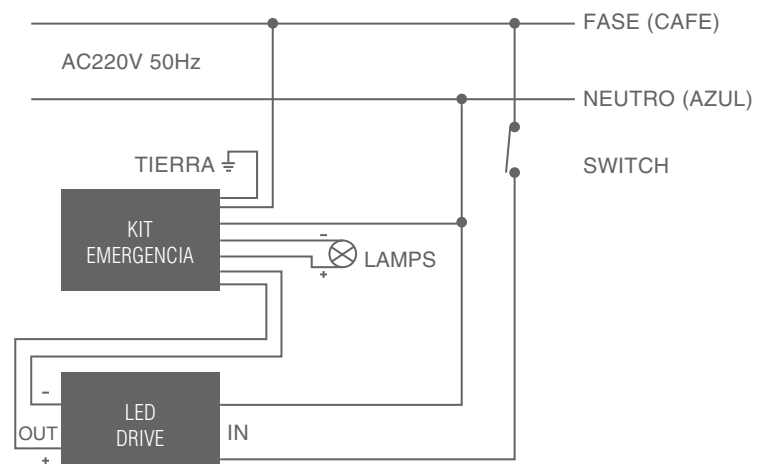 FASE (CAFE)
AC220V 50Hz
NEUTRO (AZUL)
TIERRA
SWITCH
KIT
EMERGENCIA
-
LAMPS
+
-
LED
DRIVE
OUT
IN
+